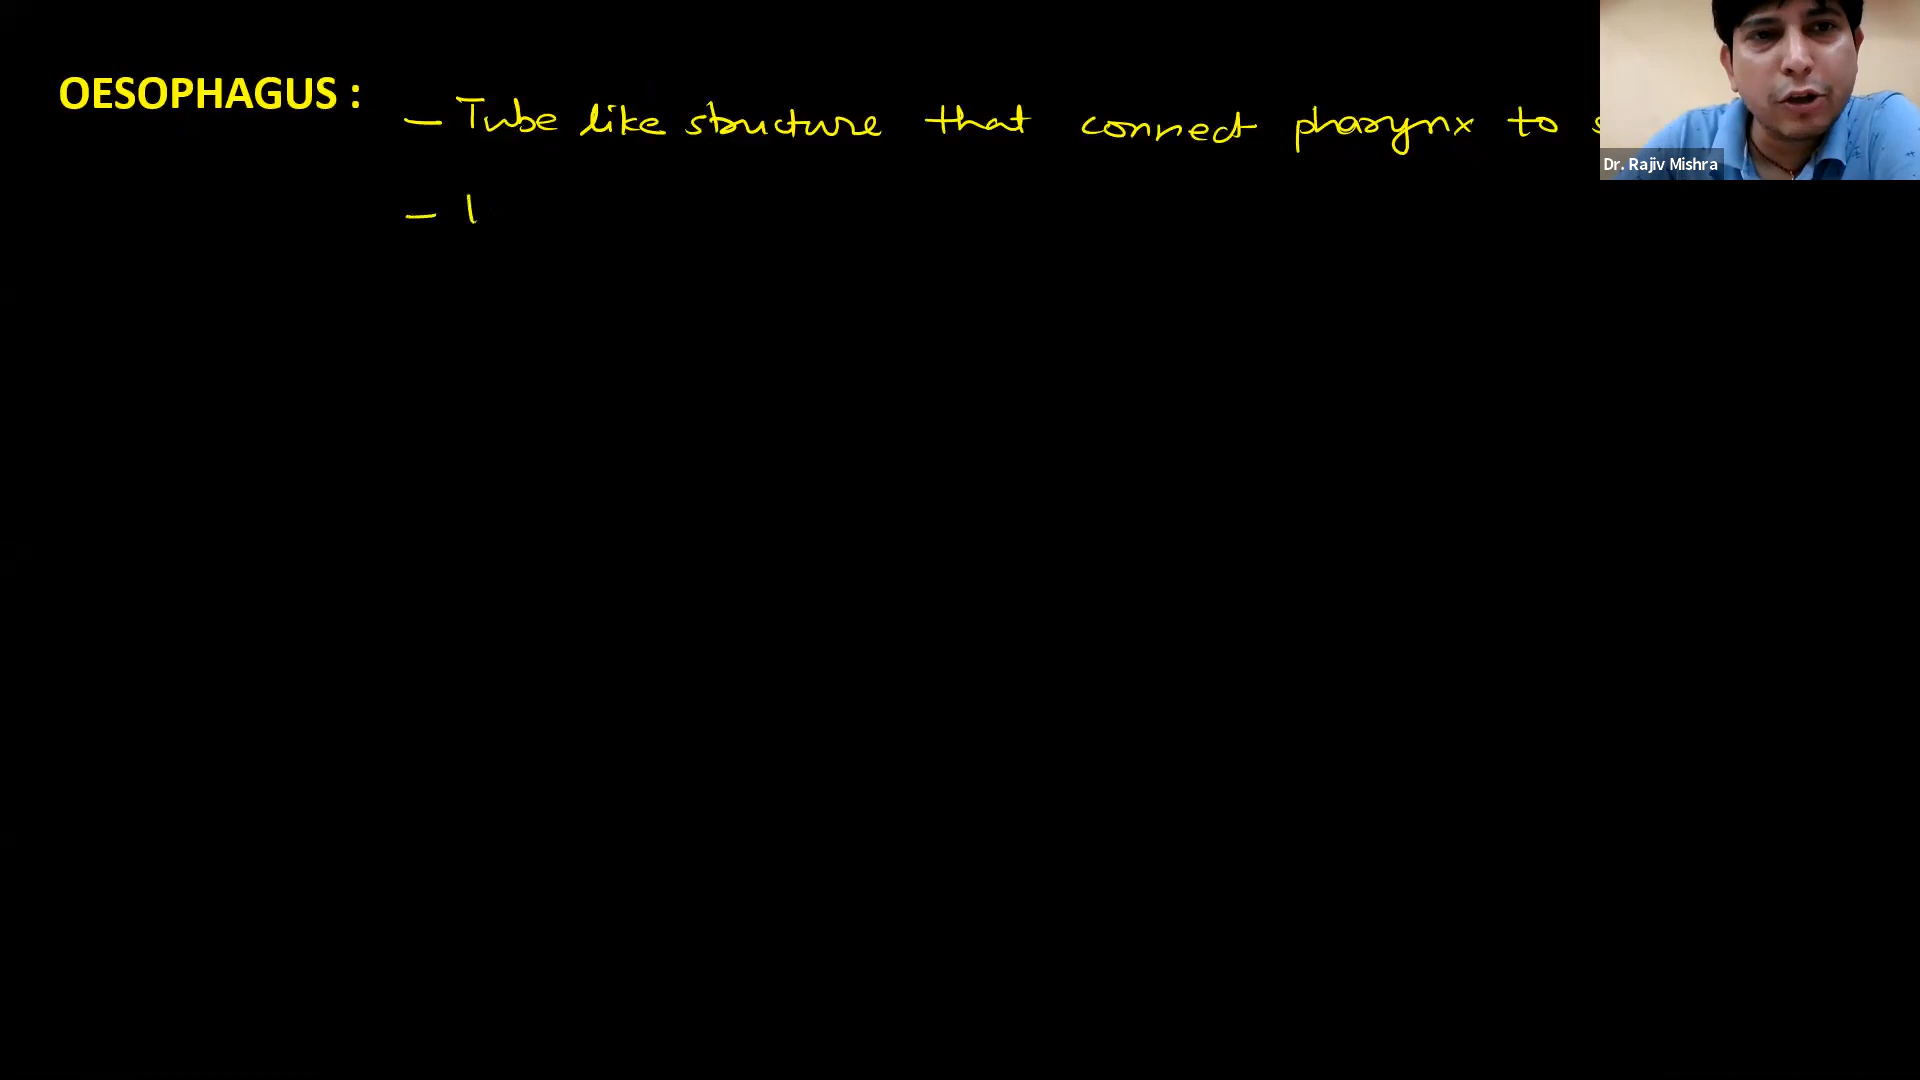 OESOPHAGUS :
– Tube like structure that connect pharynx to
Dr. Rajiv Mishra
–